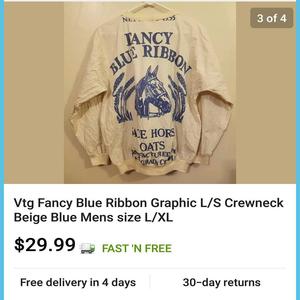 3 of 4
FANCY
BLUE RIBBON
HORS
OATS
Vtg Fancy Blue Ribbon Graphic L/S Crewneck
Beige Blue Mens size L/XL
$29.99 FAST 'N FREE
Free delivery in 4 days
30-day returns